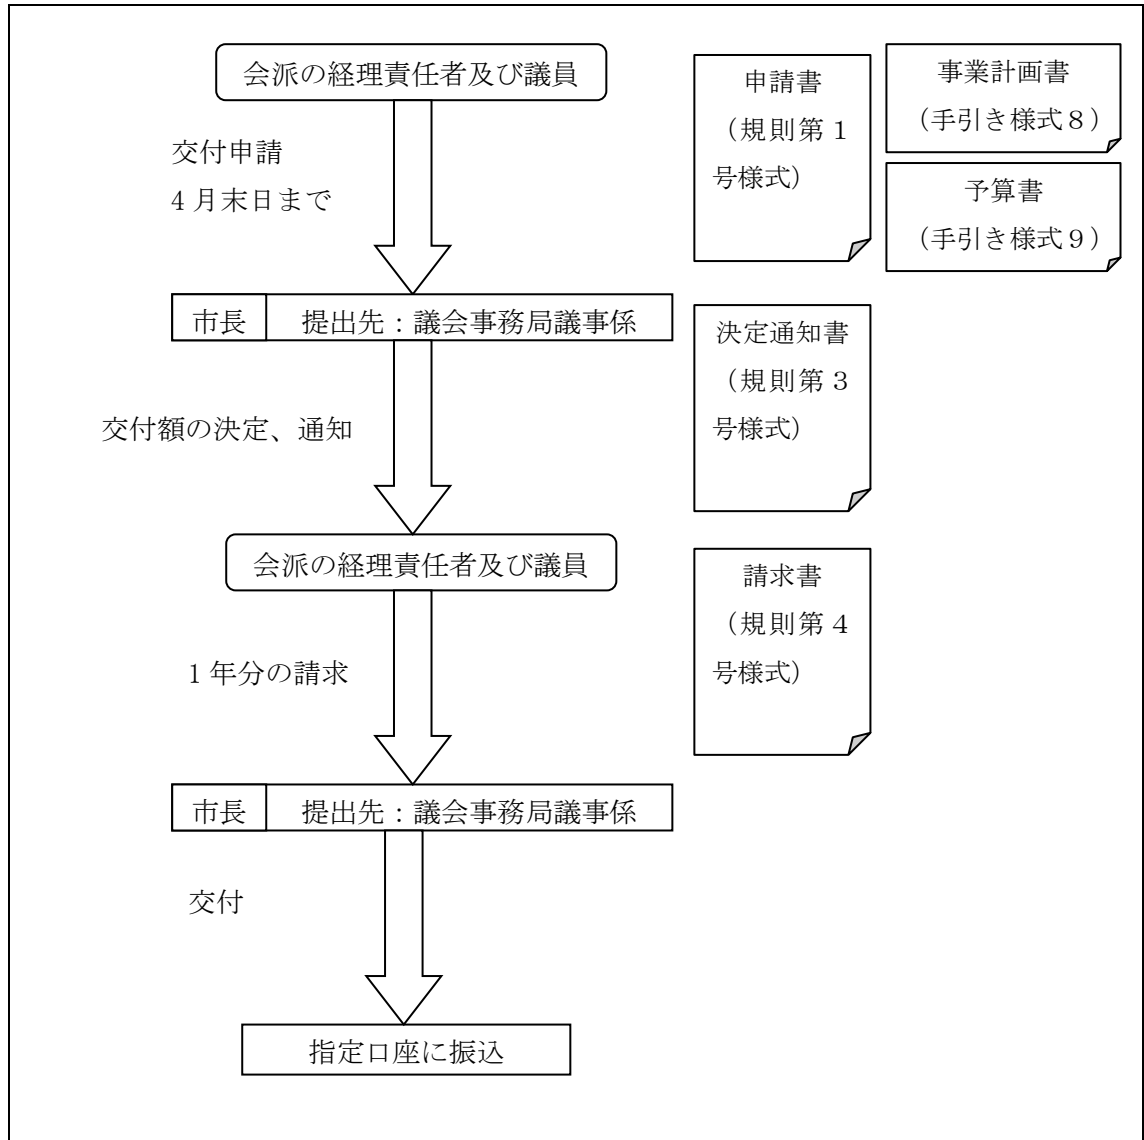 会派の経理責任者及び議員
申請書
（規則第１
号様式）
事業計画書
（手引き様式８）
予算書
（手引き様式９）
交付申請
4月末日まで
市長
提出先：議会事務局議事係
決定通知書
（規則第３
号様式）
交付額の決定、通知
会派の経理責任者及び議員
請求書
（規則第４
号様式）
1年分の請求
市長
提出先：議会事務局議事係
交付
指定口座に振込